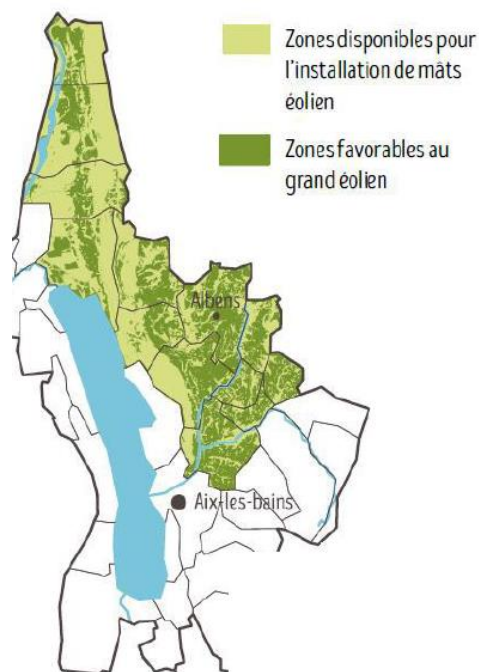 Zones disponibles pour
l'installation de mâts
éolien
Zones favorables au
grand éolien
Albens
Aix-les-bains